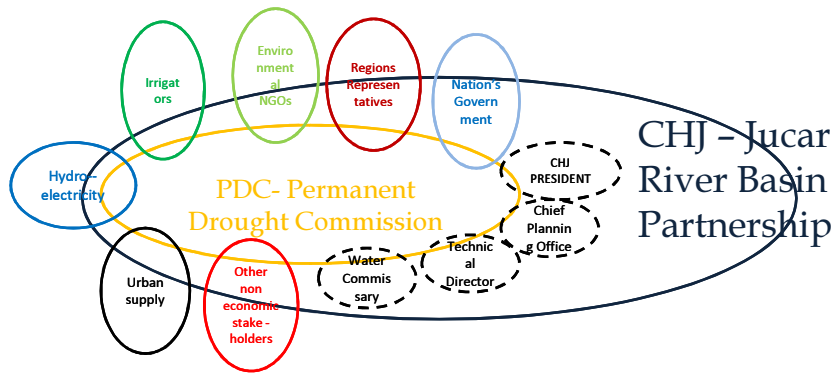 Enviro
nment
al
NGOs
Irrigat
ors
Regions
Represen
tatives
Nation's
Govern
ment
CHJ – Jucar
River Basin
Partnership
CHJ
PRESIDENT
Hydro--
electricity
PDC- Permanent
Drought Commission
Chief
Plannin
g Office
Technic
al
Director
Water
Commis
sary
Urban
supply
Other
non
economic
stake -
holders